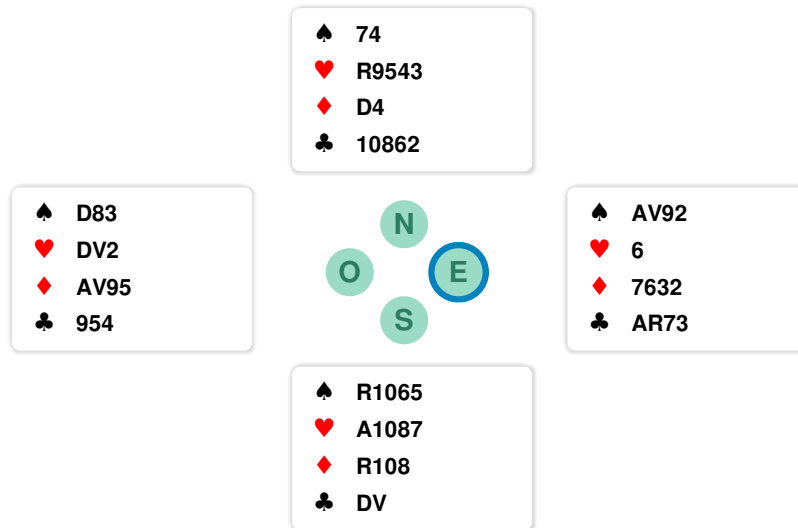 ♠ 74
♥ R9543
♦ D4
♣ 10862
♠ D83
♥ DV2
♦ AV95
♣ 954
N
O
E
S
♠ AV92
♥ 6
♦ 7632
♣ AR73
♠ R1065
♥ A1087
♦ R108
♣ DV